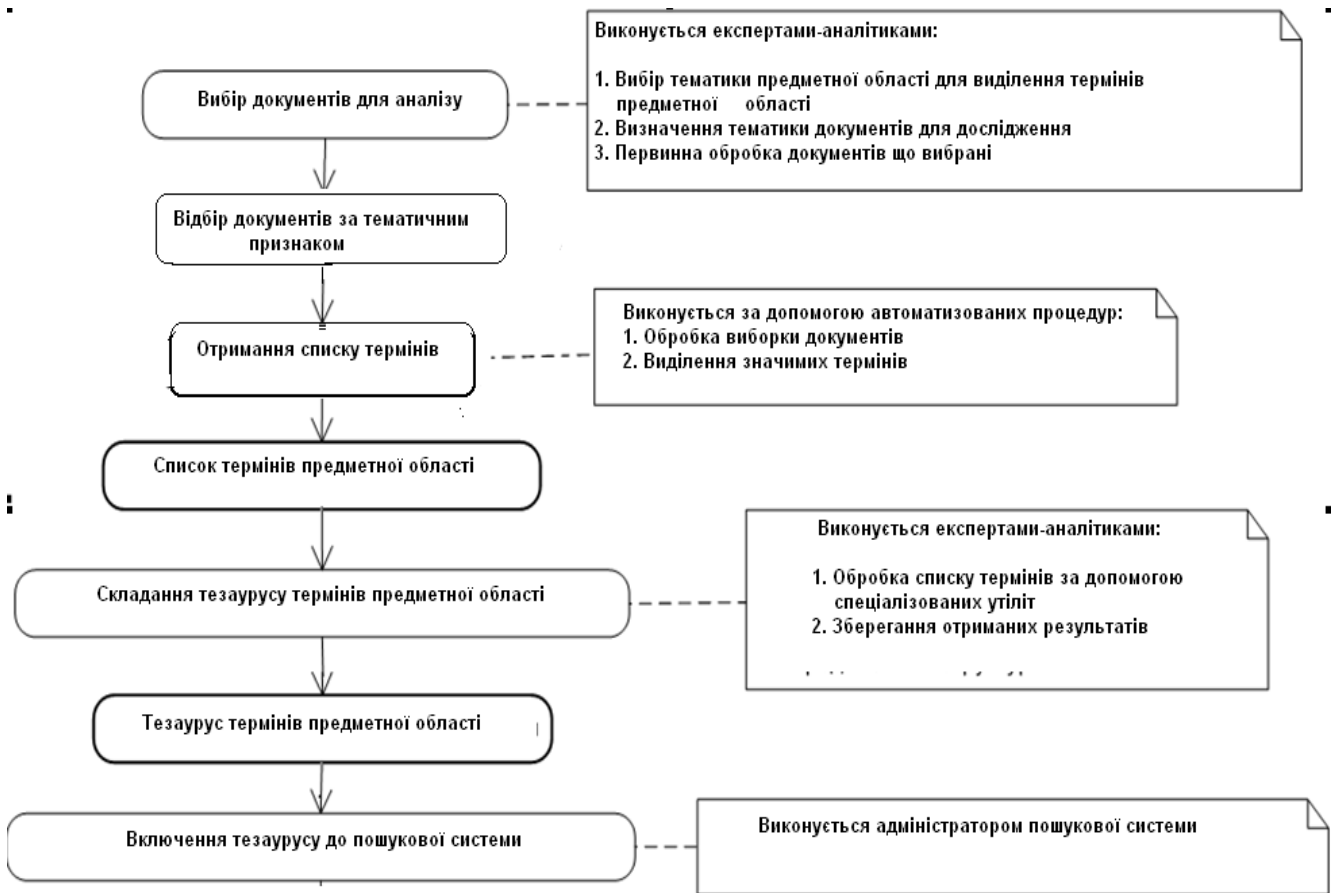 Виконується експертами-аналітиками:
1. Вибір тематики предметної області для виділення термінів
предметної області
2. Визначення тематики документів для дослідження
3. Первинна обробка документів що вибрані
Вибір документів для аналізу
Відбір документів за тематичним
признаком
Виконується за допомогою автоматизованих процедур:
1. Обробка виборки документів
2. Виділення значимих термінів
Отримання списку термінів
Список термінів предметної області
Виконується експертами-аналітиками:
1. Обробка списку термінів за допомогою
спеціалізованих утиліт
2. Зберегання отриманих результатів
Складання тезаурусу термінів предметної області
Тезаурус термінів предметної області
Включення тезаурусу до пошукової системи
Виконується адміністратором пошукової системи